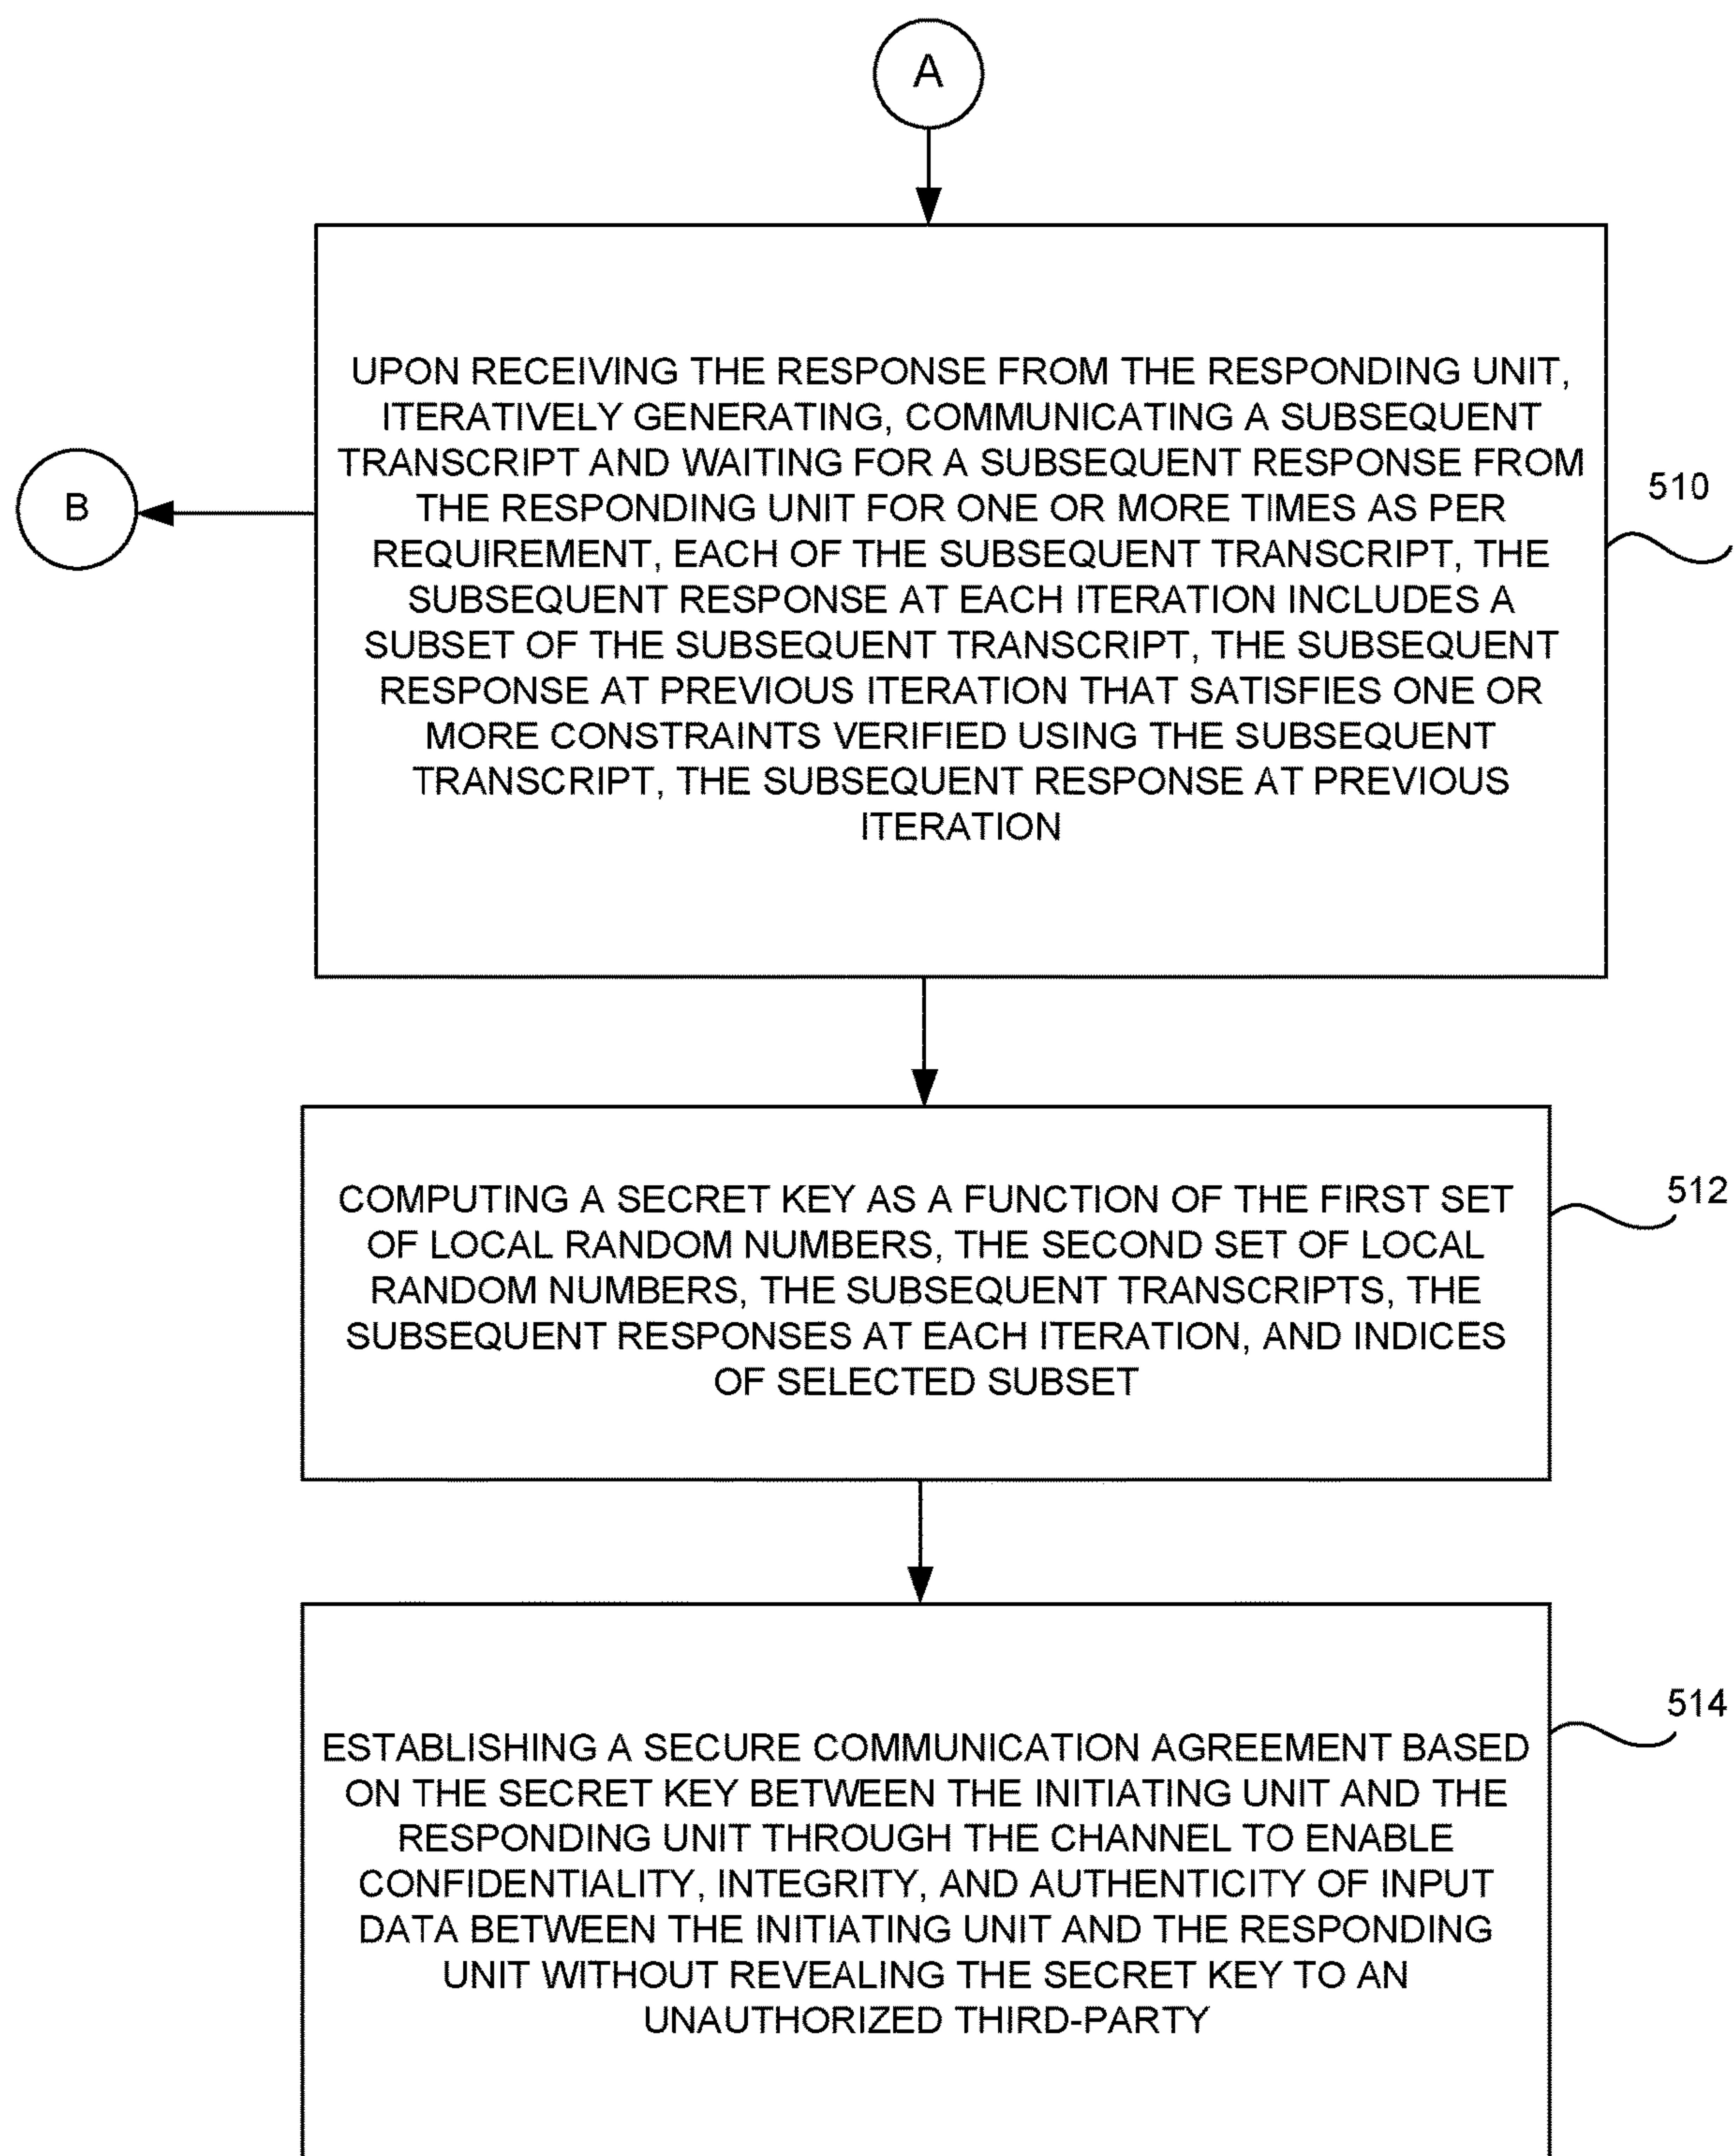 A
UPON RECEIVING THE RESPONSE FROM THE RESPONDING UNIT,
ITERATIVELY GENERATING, COMMUNICATING A SUBSEQUENT
TRANSCRIPT AND WAITING FOR A SUBSEQUENT RESPONSE FROM
THE RESPONDING UNIT FOR ONE OR MORE TIMES AS PER
REQUIREMENT, EACH OF THE SUBSEQUENT TRANSCRIPT, THE
SUBSEQUENT RESPONSE AT EACH ITERATION INCLUDES A
SUBSET OF THE SUBSEQUENT TRANSCRIPT, THE SUBSEQUENT
RESPONSE AT PREVIOUS ITERATION THAT SATISFIES ONE OR
MORE CONSTRAINTS VERIFIED USING THE SUBSEQUENT
TRANSCRIPT, THE SUBSEQUENT RESPONSE AT PREVIOUS
ITERATION
510
B
COMPUTING A SECRET KEY AS A FUNCTION OF THE FIRST SET
OF LOCAL RANDOM NUMBERS, THE SECOND SET OF LOCAL
RANDOM NUMBERS, THE SUBSEQUENT TRANSCRIPTS, THE
SUBSEQUENT RESPONSES AT EACH ITERATION, AND INDICES
OF SELECTED SUBSET
512
ESTABLISHING A SECURE COMMUNICATION AGREEMENT BASED
ON THE SECRET KEY BETWEEN THE INITIATING UNIT AND THE
RESPONDING UNIT THROUGH THE CHANNEL TO ENABLE
CONFIDENTIALITY, INTEGRITY, AND AUTHENTICITY OF INPUT
DATA BETWEEN THE INITIATING UNIT AND THE RESPONDING
UNIT WITHOUT REVEALING THE SECRET KEY TO AN
UNAUTHORIZED THIRD-PARTY
514